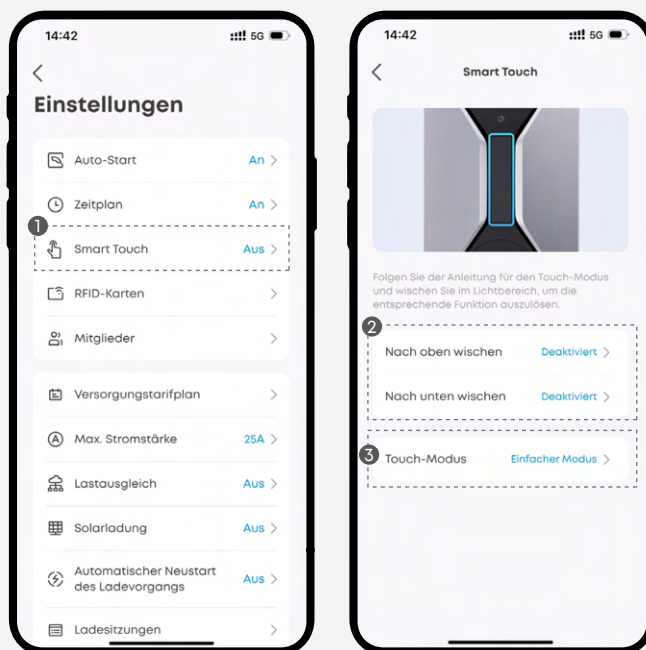 14:42
5G
Einstellungen
Auto-Start
An
Zeitplan
An
1
Smart Touch
Aus
RFID-Karten
Mitglieder
Versorgungstarifplan
Max. Stromstärke
25A
Lastausgleich
Aus
Solarladung
Aus
Automatischer Neustart
des Ladevorgangs
Aus
Ladesitzungen
14:42
5G
Smart Touch
Folgen Sie der Anleitung für den Touch-Modus
und wischen Sie im Lichtbereich, um die
entsprechende Funktion auszulösen.
2
Nach oben wischen
Deaktiviert
Nach unten wischen
Deaktiviert
3
Touch-Modus
Einfacher Modus